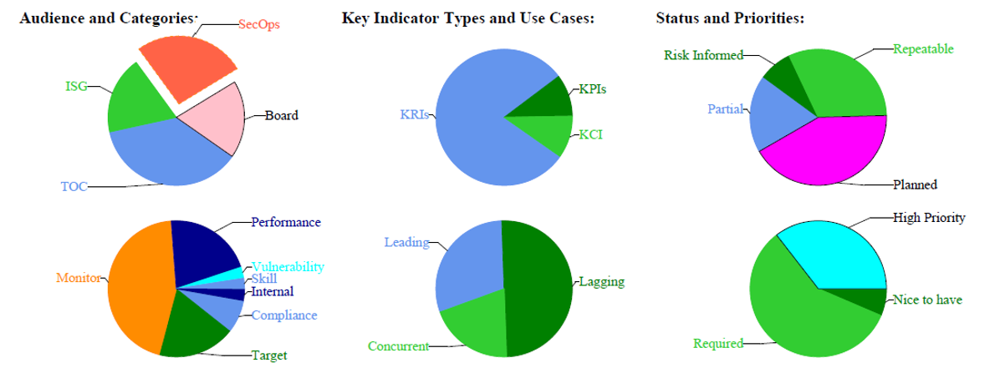 Audience and Categories:
SecOps
ISG
Board
TOC
Performance
Vulnerability
Skill
Internal
Monitor
Compliance
Target
Key Indicator Types and Use Cases:
KPIs
KRIs
KCI
Leading
Lagging
Concurrent
Status and Priorities:
Repeatable
Risk Informed
Partial
Planned
High Priority
Nice to have
Required